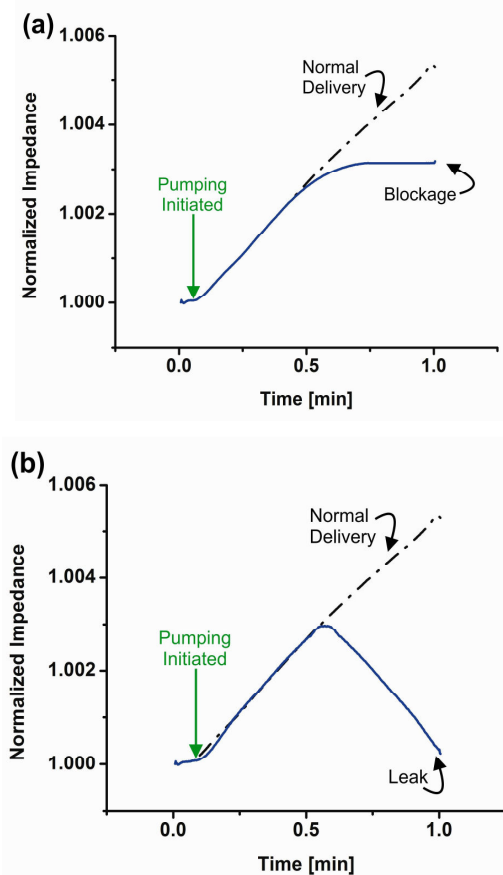 (a)
1.006
1.004
1.002
1.000
Normalized Impedance
Normal
Delivery
Pumping
Initiated
Blockage
0.0
0.5
1.0
Time [min]
(b)
1.006
1.004
1.002
1.000
Normalized Impedance
Normal
Delivery
Pumping
Initiated
Leak
0.0
0.5
1.0
Time [min]